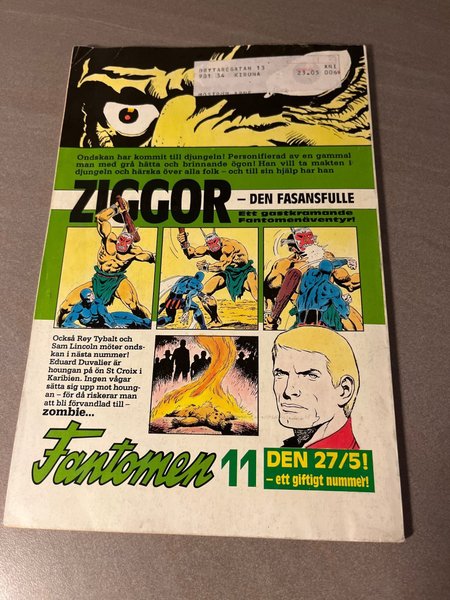 981 34 KIRUNA
Ondskan har kommit till djungeln! Personifierad av en gammal
man med grå hätta och brinnande ögon! Han vill ta makten i
djungeln och härska över alla folk – och till sin hjälp har han
ZIGGOR – DEN FASANSFULLE
Ett gastkramande
Fantomenäventyr!
Också Rey Tybalt och
Sam Lincoln möter onds-
kan i nästa nummer!
Eduard Duvalier är
houngan på ön St Croix i
Karibien. Ingen vågar
sätta sig upp mot houng-
an – för då riskerar man
att bli förvandlad till –
zombie...
Fantomen 11
DEN 27/5!
– ett giftigt nummer!